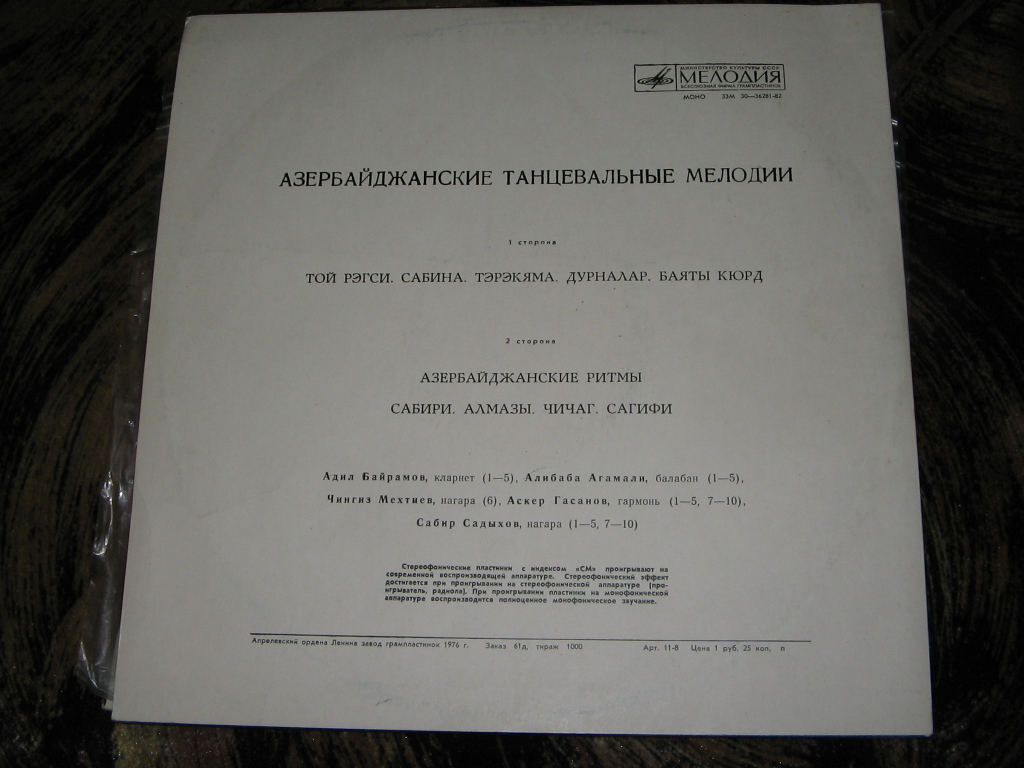 МИНИСТЕРСТВО КУЛЬТУРЫ СССР
МЕЛОДИЯ
ВСЕСОЮЗНАЯ ФИРМА ГРАМПЛАСТИНОК
МОНО 33М 30—36281-82
АЗЕРБАЙДЖАНСКИЕ ТАНЦЕВАЛЬНЫЕ МЕЛОДИИ
1 сторона
ТОЙ РЭГСИ. САБИНА. ТЭРЭКЯМА. ДУРНАЛАР. БАЯТЫ КЮРД
2 сторона
АЗЕРБАЙДЖАНСКИЕ РИТМЫ
САБИРИ. АЛМАЗЫ. ЧИЧАГ. САГИФИ
Адил Байрамов, кларнет (1—5), Алибаба Агамали, балабан (1—5),
Чингиз Мехтиев, нагара (6), Аскер Гасанов, гармонь (1—5, 7—10),
Сабир Садыхов, нагара (1—5, 7—10)
Стереофонические пластинки с индексом «СМ» проигрывают на
современной воспроизводящей аппаратуре. Стереофонический эффект
достигается при проигрывании на стереофонической аппаратуре (про-
игрыватель, радиола). При проигрывании пластинки на монофонической
аппаратуре воспроизводится полноценное монофоническое звучание.
Апрелевский ордена Ленина завод грампластинок 1976 г. Заказ 61д, тираж 1000 Арт. 11-8 Цена 1 руб. 25 коп. п